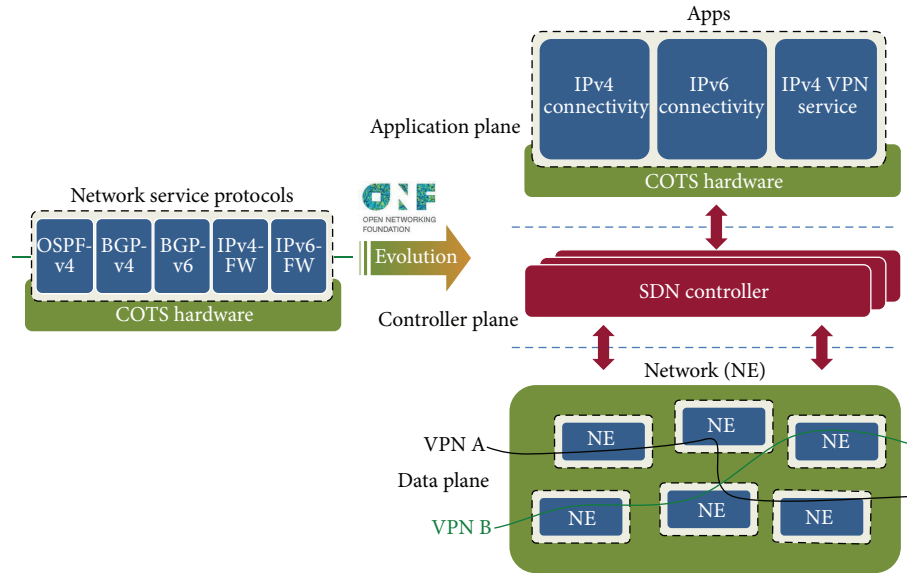 Apps
IPv4
connectivity
IPv6
connectivity
IPv4 VPN
service
Application plane
COTS hardware
Network service protocols
OSPF-
v4
BGP-
v4
BGP-
v6
IPv4-
FW
IPv6-
FW
COTS hardware
ONF
OPEN NETWORKING
FOUNDATION
Evolution
SDN controller
Controller plane
Network (NE)
NE
NE
NE
VPN A
Data plane
VPN B
NE
NE
NE